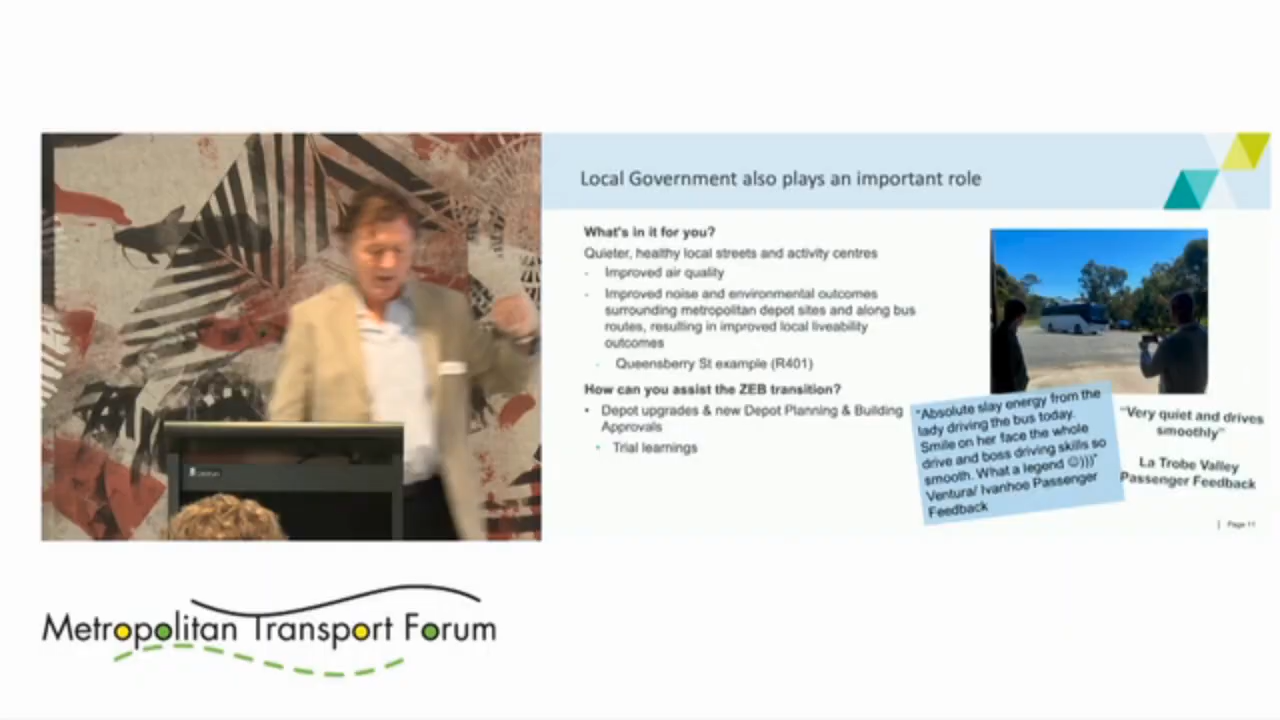 Local Government also plays an important role
What's in it for you?
Quieter, healthy local streets and activity centres
- Improved air quality
- Improved noise and environmental outcomes
surrounding metropolitan depot sites and along bus
routes, resulting in improved local liveability
outcomes
- Queensberry St example (R401)
How can you assist the ZEB transition?
• Depot upgrades & new Depot Planning & Building
Approvals
• Trial learnings
"Absolute slay energy from the
lady driving the bus today.
Smile on her face the whole
drive and boss driving skills so
smooth. What a legend ☺)))"
Ventura/ Ivanhoe Passenger
Feedback
"Very quiet and drives
smoothly"
La Trobe Valley
Passenger Feedback
| Page 11
Metropolitan Transport Forum